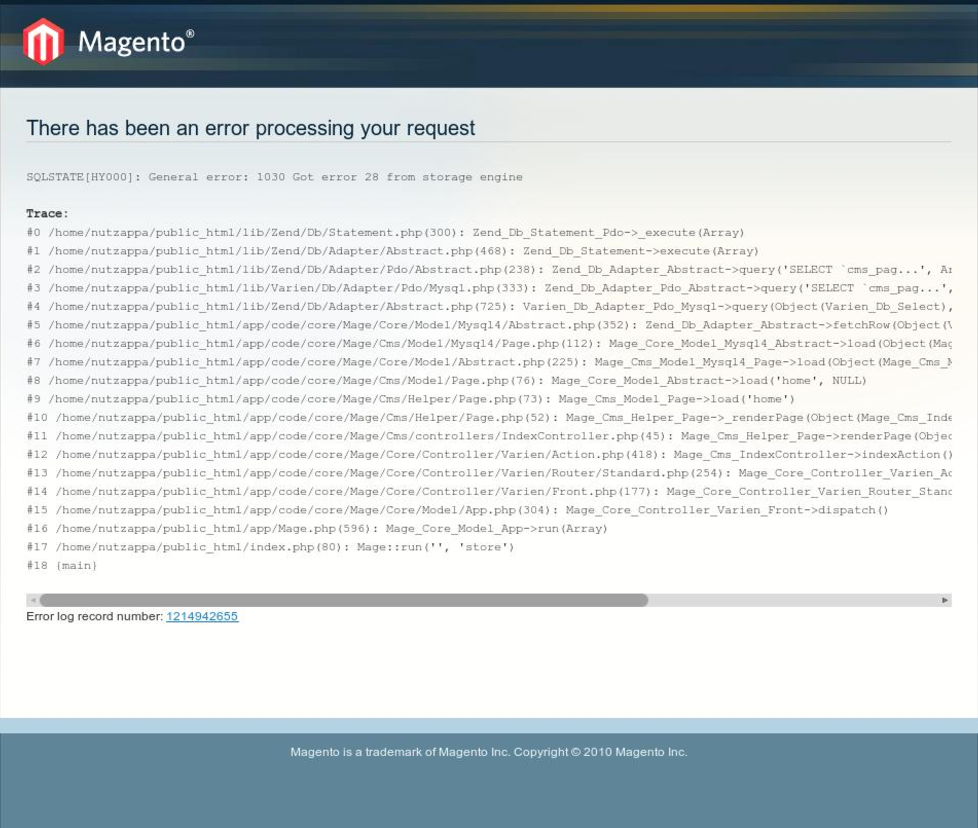 Magento®
There has been an error processing your request
SQLSTATE[HY000]: General error: 1030 Got error 28 from storage engine
Trace:
#0 /home/nutzappa/public_html/lib/Zend/Db/Statement.php(300): Zend_Db_Statement_Pdo->_execute(Array)
#1 /home/nutzappa/public_html/lib/Zend/Db/Adapter/Abstract.php(468): Zend_Db_Statement->execute(Array)
#2 /home/nutzappa/public_html/lib/Zend/Db/Adapter/Pdo/Abstract.php(238): Zend_Db_Adapter_Abstract->query('SELECT `cms_pag...',
#3 /home/nutzappa/public_html/lib/Varien/Db/Adapter/Pdo/Mysql.php(333): Zend_Db_Adapter_Pdo_Abstract->query('SELECT `cms_pag...',
#4 /home/nutzappa/public_html/lib/Zend/Db/Adapter/Abstract.php(725): Varien_Db_Adapter_Pdo_Mysql->query(Object(Varien_Db_Select),
#5 /home/nutzappa/public_html/app/code/core/Mage/Core/Model/Mysql4/Abstract.php(352): Zend_Db_Adapter_Abstract->fetchRow(Object(
#6 /home/nutzappa/public_html/app/code/core/Mage/Cms/Model/Mysql4/Page.php(112): Mage_Core_Model_Mysql4_Abstract->load(Object(Mag
#7 /home/nutzappa/public_html/app/code/core/Mage/Core/Model/Abstract.php(225): Mage_Cms_Model_Mysql4_Page->load(Object(Mage_Cms_M
#8 /home/nutzappa/public_html/app/code/core/Mage/Cms/Model/Page.php(76): Mage_Core_Model_Abstract->load('home', NULL)
#9 /home/nutzappa/public_html/app/code/core/Mage/Cms/Helper/Page.php(73): Mage_Cms_Model_Page->load('home')
#10 /home/nutzappa/public_html/app/code/core/Mage/Cms/Helper/Page.php(52): Mage_Cms_Helper_Page->_renderPage(Object(Mage_Cms_Inde
#11 /home/nutzappa/public_html/app/code/core/Mage/Cms/controllers/IndexController.php(45): Mage_Cms_Helper_Page->renderPage(Objec
#12 /home/nutzappa/public_html/app/code/core/Mage/Core/Controller/Varien/Action.php(418): Mage_Cms_IndexController->indexAction()
#13 /home/nutzappa/public_html/app/code/core/Mage/Core/Controller/Varien/Router/Standard.php(254): Mage_Core_Controller_Varien_Ac
#14 /home/nutzappa/public_html/app/code/core/Mage/Core/Controller/Varien/Front.php(177): Mage_Core_Controller_Varien_Router_Stand
#15 /home/nutzappa/public_html/app/code/core/Mage/Core/Model/App.php(304): Mage_Core_Controller_Varien_Front->dispatch()
#16 /home/nutzappa/public_html/app/Mage.php(596): Mage_Core_Model_App->run(Array)
#17 /home/nutzappa/public_html/index.php(80): Mage::run('', 'store')
#18 {main}
Error log record number: 1214942655
Magento is a trademark of Magento Inc. Copyright © 2010 Magento Inc.